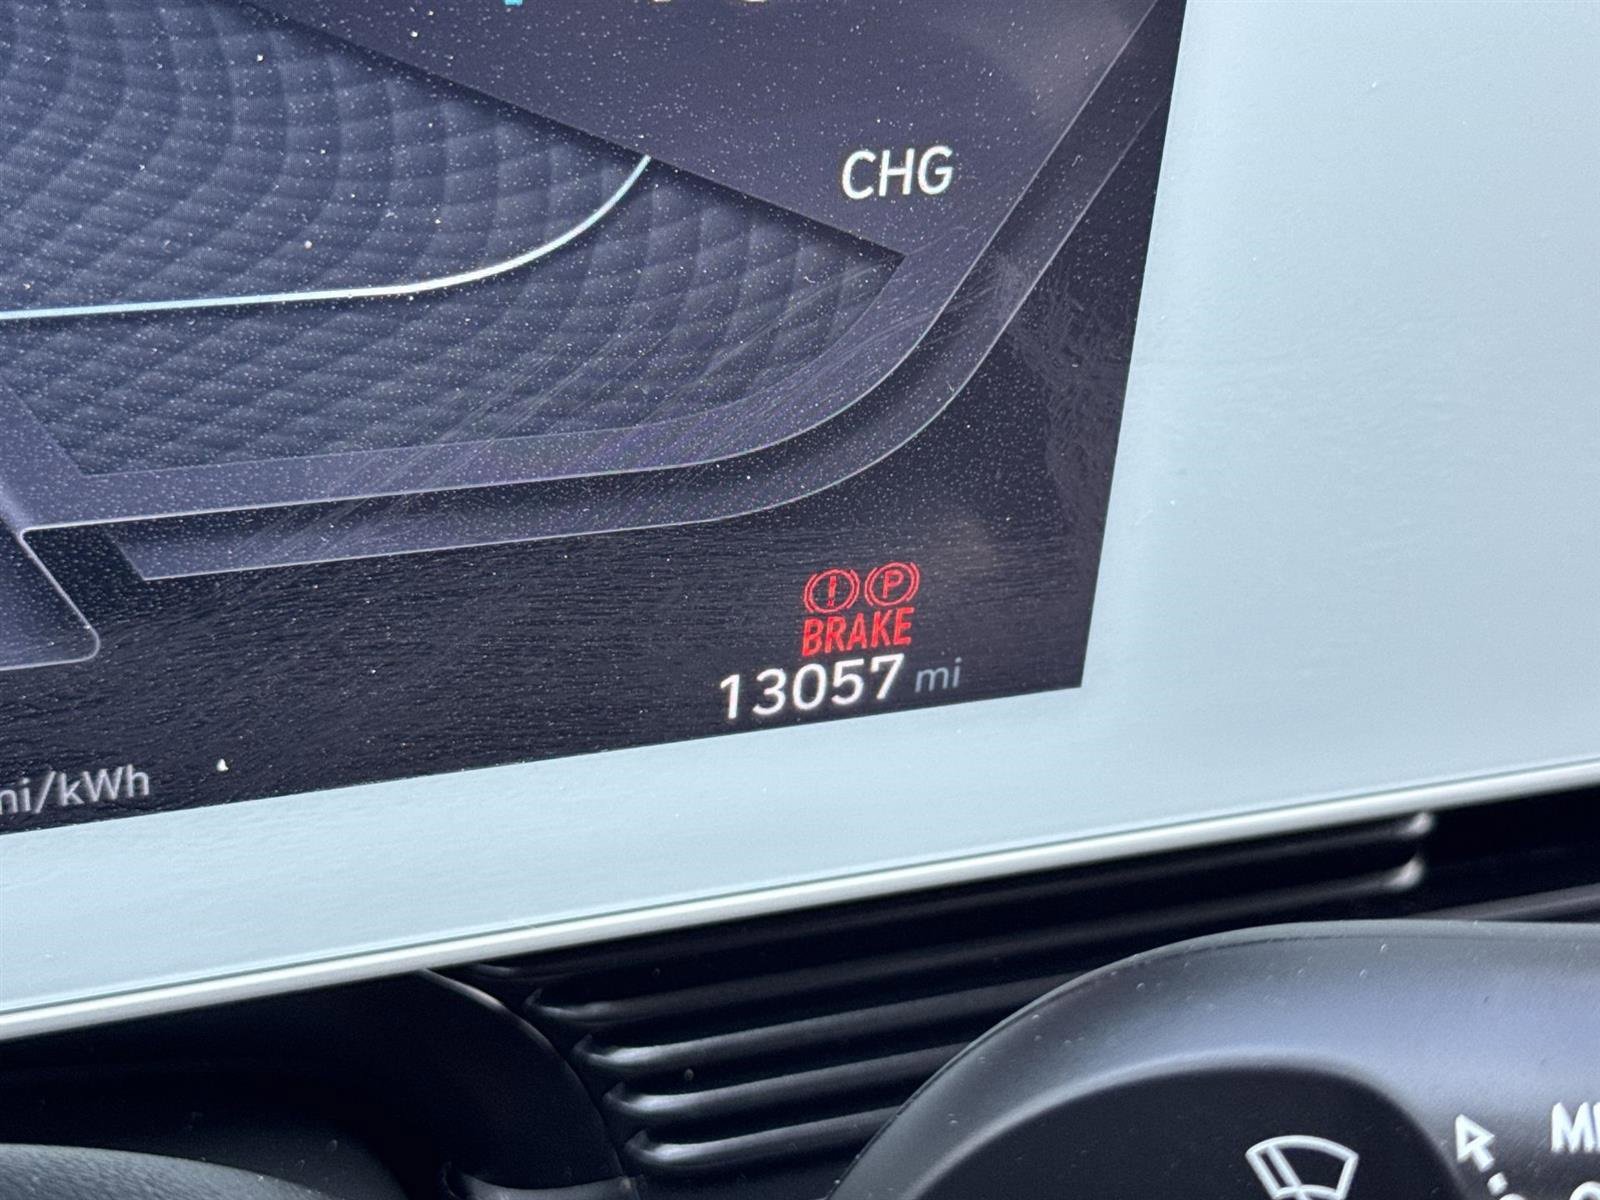 CHG
P
BRAKE
13057 mi
mi/kWh